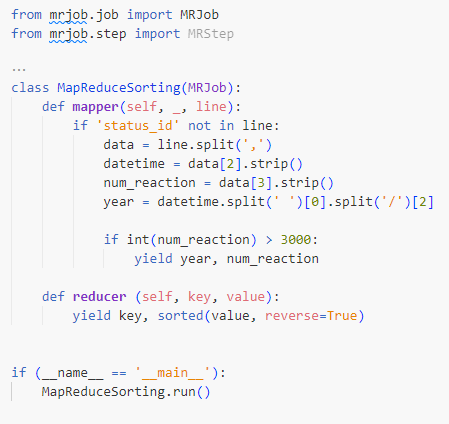 from mrjob.job import MRJob
from mrjob.step import MRStep
...
class MapReduceSorting(MRJob):
    def mapper(self, _, line):
        if 'status_id' not in line:
            data = line.split(',')
            datetime = data[2].strip()
            num_reaction = data[3].strip()
            year = datetime.split(' ')[0].split('/')[2]

            if int(num_reaction) > 3000:
                yield year, num_reaction

    def reducer (self, key, value):
        yield key, sorted(value, reverse=True)


if (__name__ == '__main__'):
    MapReduceSorting.run()